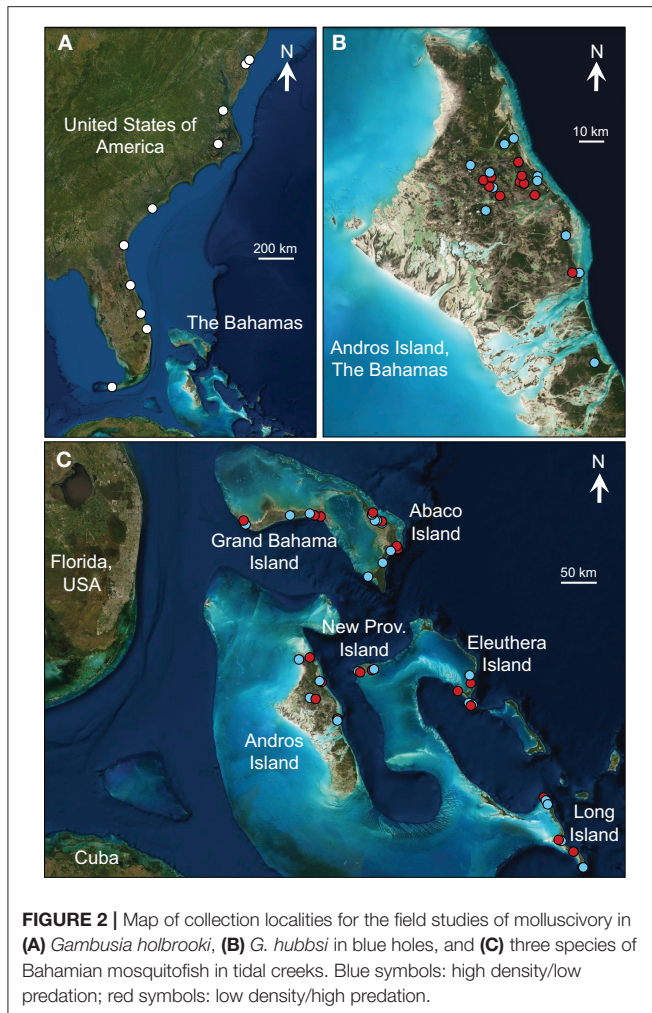 A
N
United States of
America
200 km
The Bahamas
B
N
10 km
Andros Island,
The Bahamas
C
N
Abaco
Island
Grand Bahama
Island
Florida,
USA
50 km
New Prov.
Island
Eleuthera
Island
Andros
Island
Long
Island
Cuba
FIGURE 2 | Map of collection localities for the field studies of molluscivory in
(A) Gambusia holbrooki, (B) G. hubbsi in blue holes, and (C) three species of
Bahamian mosquitofish in tidal creeks. Blue symbols: high density/low
predation; red symbols: low density/high predation.